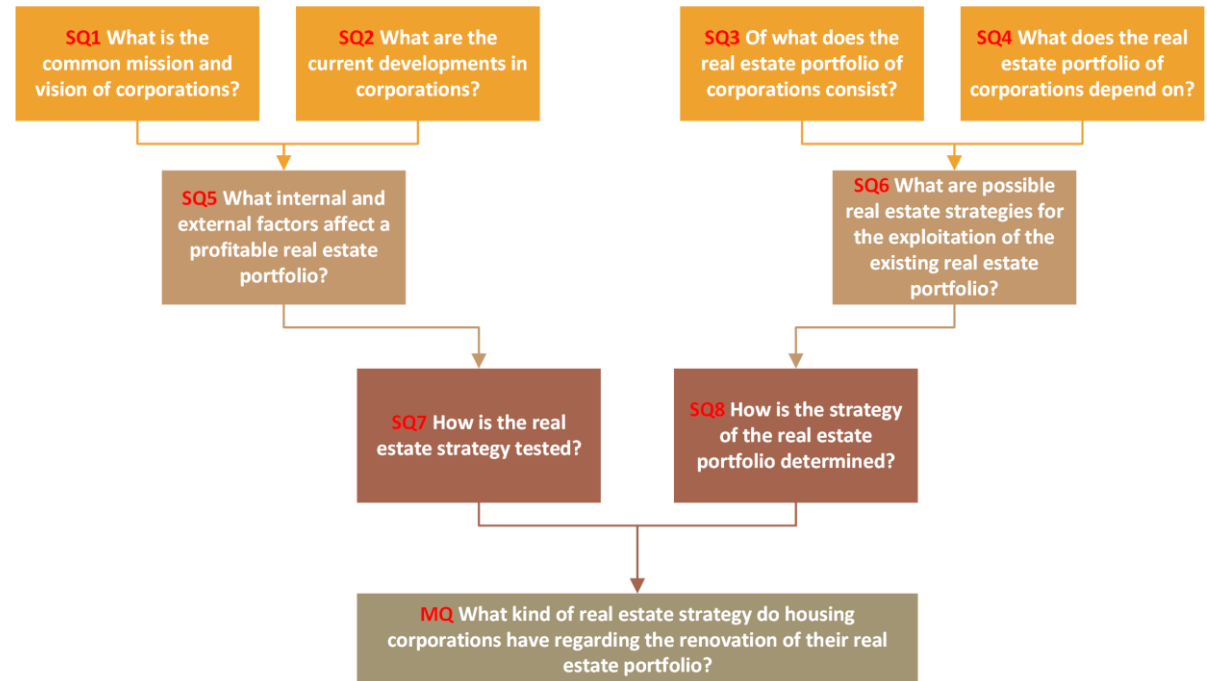 SQ1 What is the
common mission and
vision of corporations?
SQ2 What are the
current developments in
corporations?
SQ3 Of what does the
real estate portfolio of
corporations consist?
SQ4 What does the real
estate portfolio of
corporations depend on?
SQ5 What internal and
external factors affect a
profitable real estate
portfolio?
SQ6 What are possible
real estate strategies for
the exploitation of the
existing real estate
portfolio?
SQ7 How is the real
estate strategy tested?
SQ8 How is the strategy
of the real estate
portfolio determined?
MQ What kind of real estate strategy do housing
corporations have regarding the renovation of their real
estate portfolio?